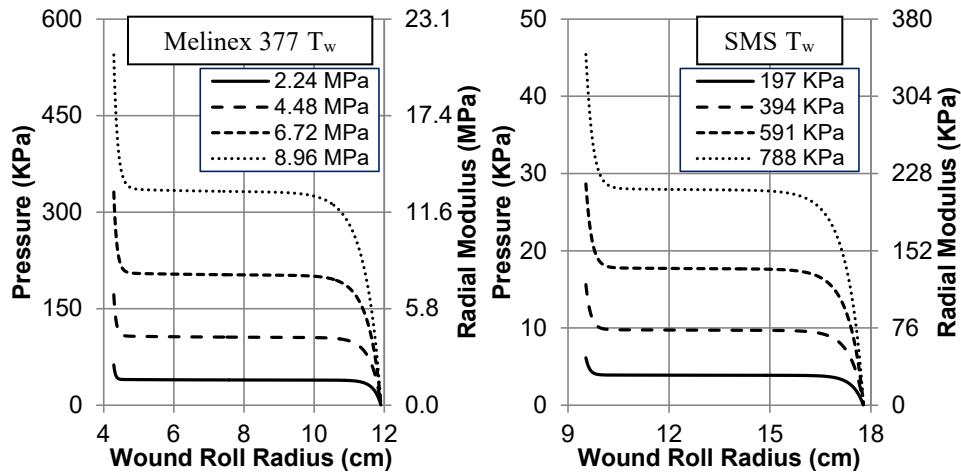 Melinex 377 Tw
2.24 MPa
4.48 MPa
6.72 MPa
8.96 MPa
Pressure (KPa)
600
450
300
150
0
23.1
17.4
11.6
5.8
0.0
Radial Modulus (MPa)
4 6 8 10 12
Wound Roll Radius (cm)
SMS Tw
197 KPa
394 KPa
591 KPa
788 KPa
Pressure (KPa)
50
40
30
20
10
0
380
304
228
152
76
0
Radial Modulus (KPa)
9 12 15 18
Wound Roll Radius (cm)